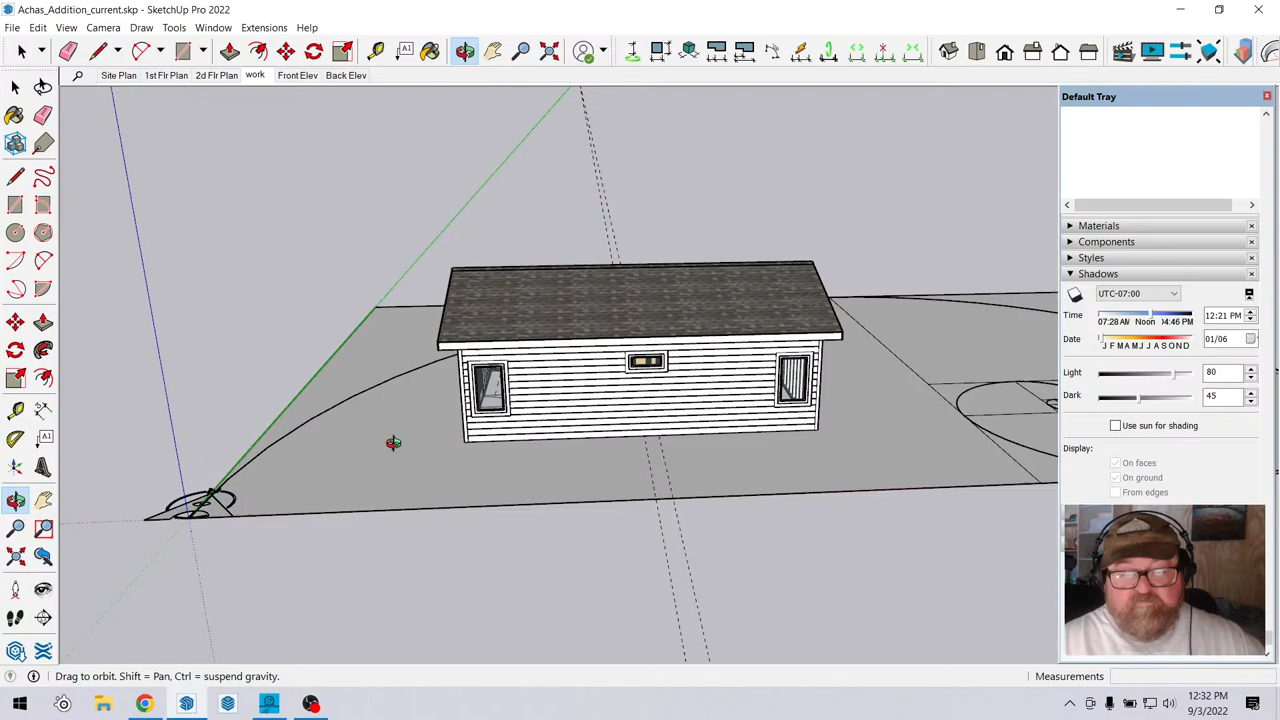 Achas_Addition_current.skp - SketchUp Pro 2022
File Edit View Camera Draw Tools Window Extensions Help
Site Plan 1st Flr Plan 2d Flr Plan work Front Elev Back Elev
Default Tray
Materials
Components
Styles
Shadows
UTC-07:00
Time 12:21 PM
07:28 AM Noon 04:46 PM
Date 01/06
J F M A M J J A S O N D
Light 80
Dark 45
Use sun for shading
Display:
On faces
On ground
From edges
Drag to orbit. Shift = Pan, Ctrl = suspend gravity.
Measurements
12:32 PM
9/3/2022